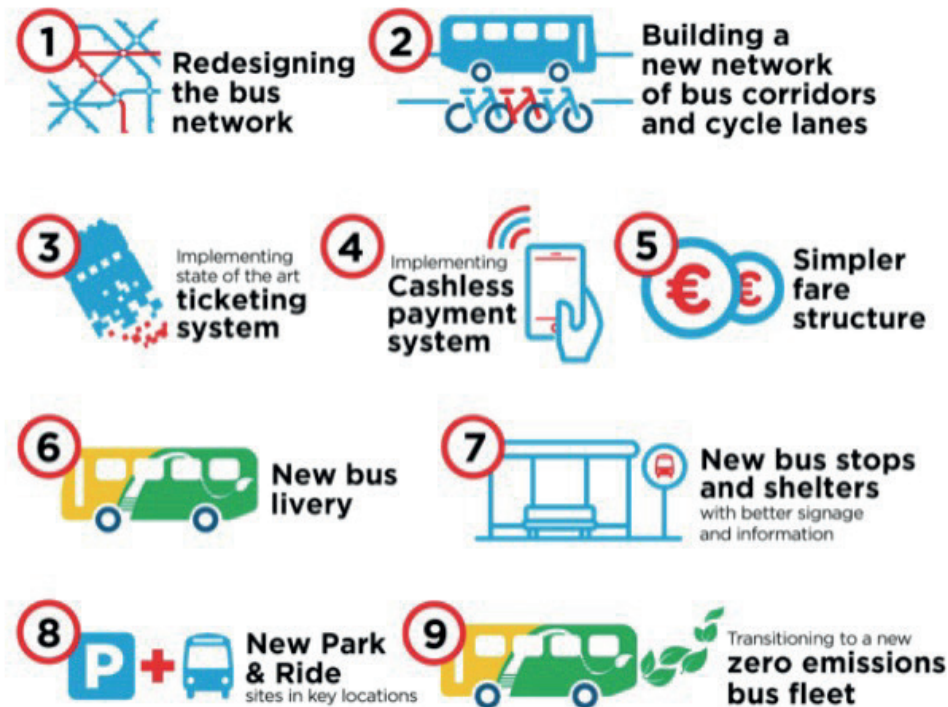 1
Redesigning
the bus
network
2
Building a
new network
of bus corridors
and cycle lanes
3
Implementing
state of the art
ticketing
system
4
Implementing
Cashless
payment
system
5
€
€
Simpler
fare
structure
6
New bus
livery
7
New bus stops
and shelters
with better signage
and information
8
P
New Park
& Ride
sites in key locations
9
Transitioning to a new
zero emissions
bus fleet